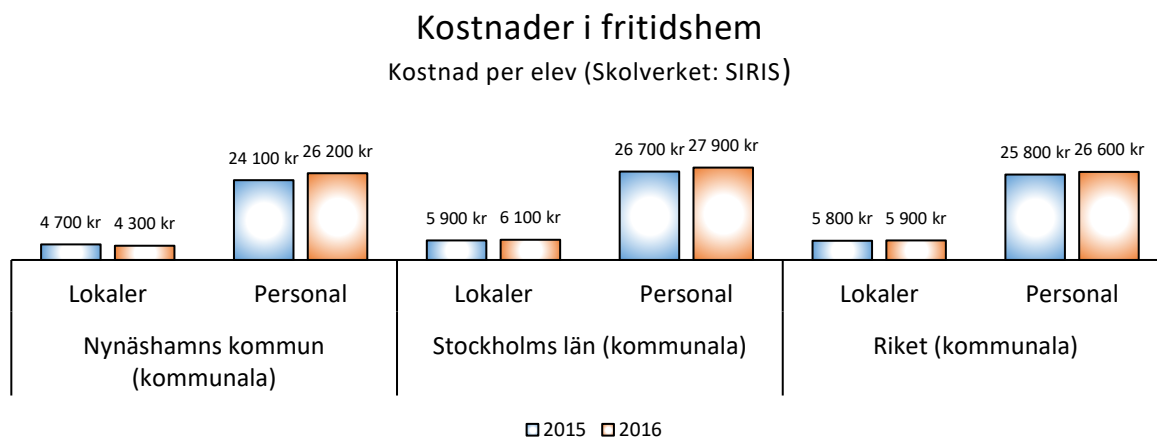 Kostnader i fritidshem
Kostnad per elev (Skolverket: SIRIS)
4 700 kr 4 300 kr 24 100 kr 26 200 kr 5 900 kr 6 100 kr 26 700 kr 27 900 kr 5 800 kr 5 900 kr 25 800 kr 26 600 kr
Lokaler Personal Lokaler Personal Lokaler Personal
Nynäshamns kommun
(kommunala)
Stockholms län (kommunala)
Riket (kommunala)
2015 2016